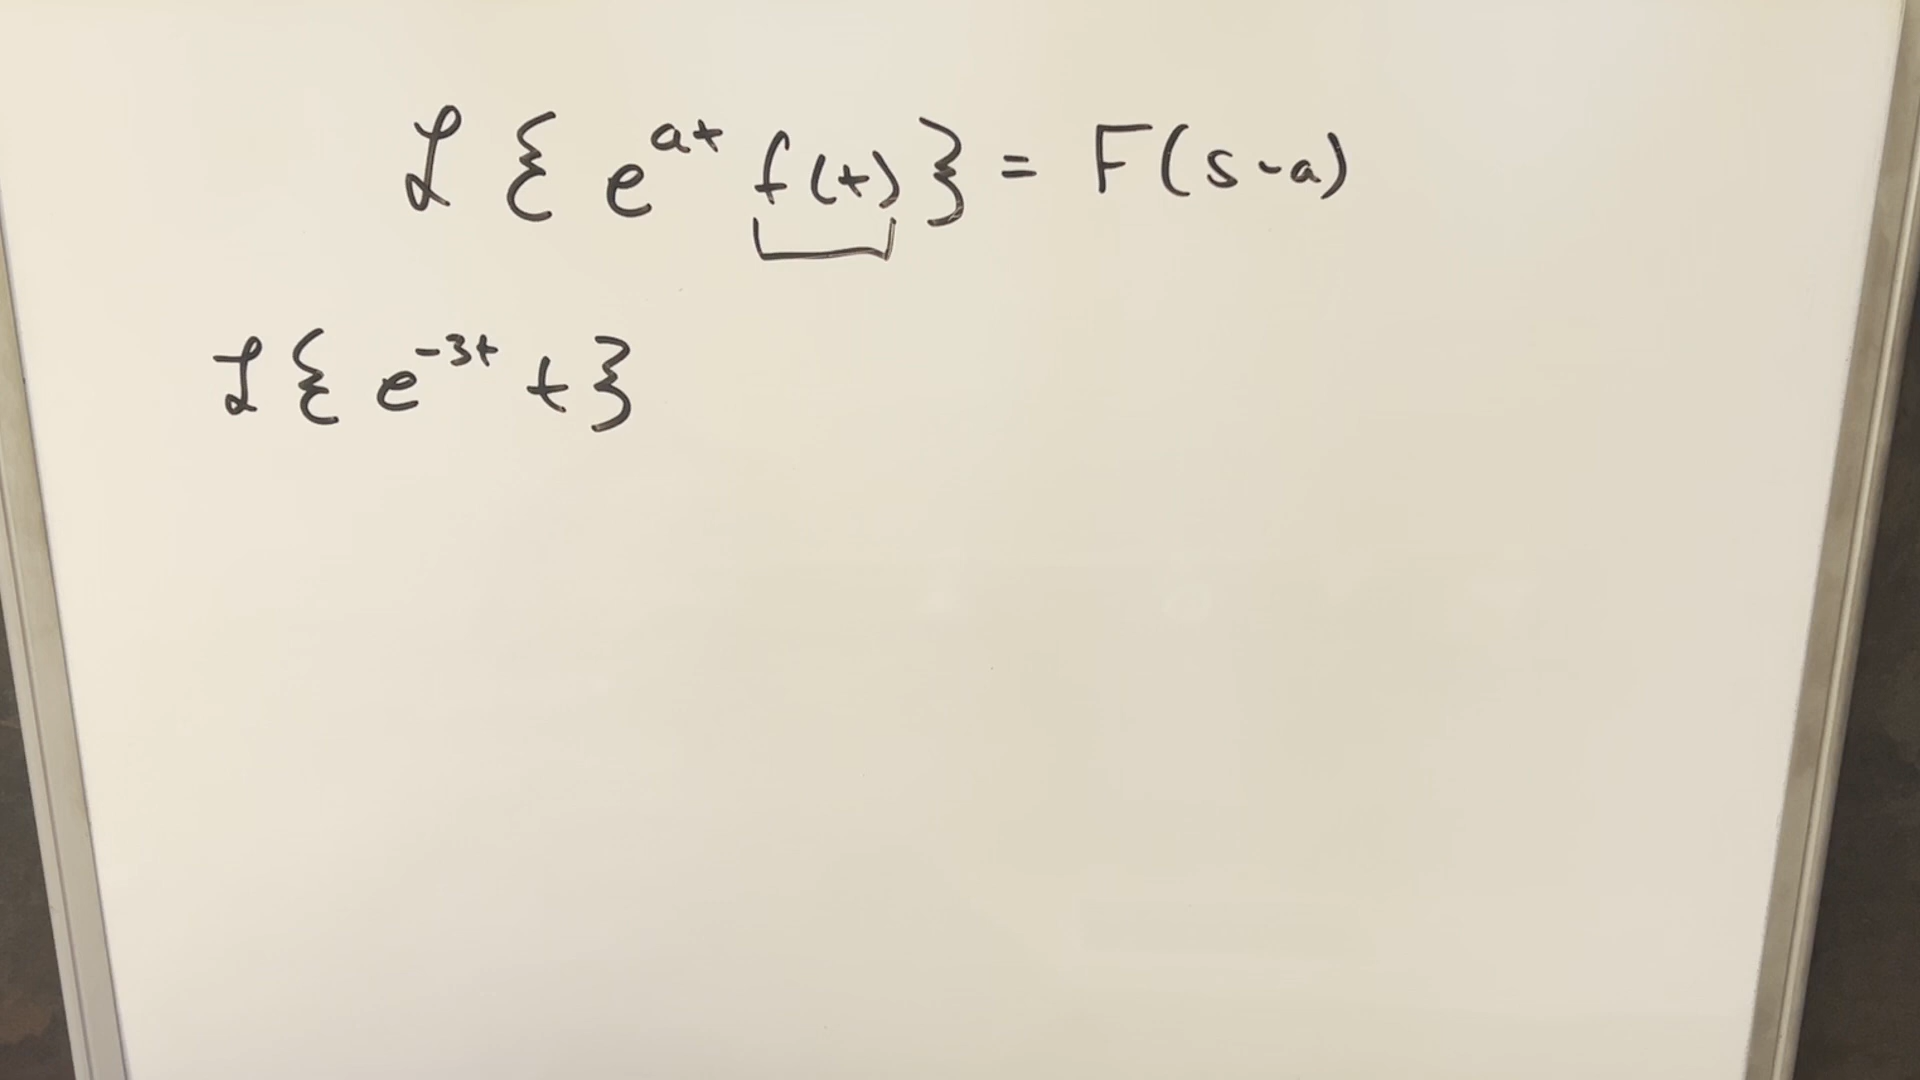 ℒ{e^{at} f(t)} = F(s-a)
ℒ{e^{-3t} t}